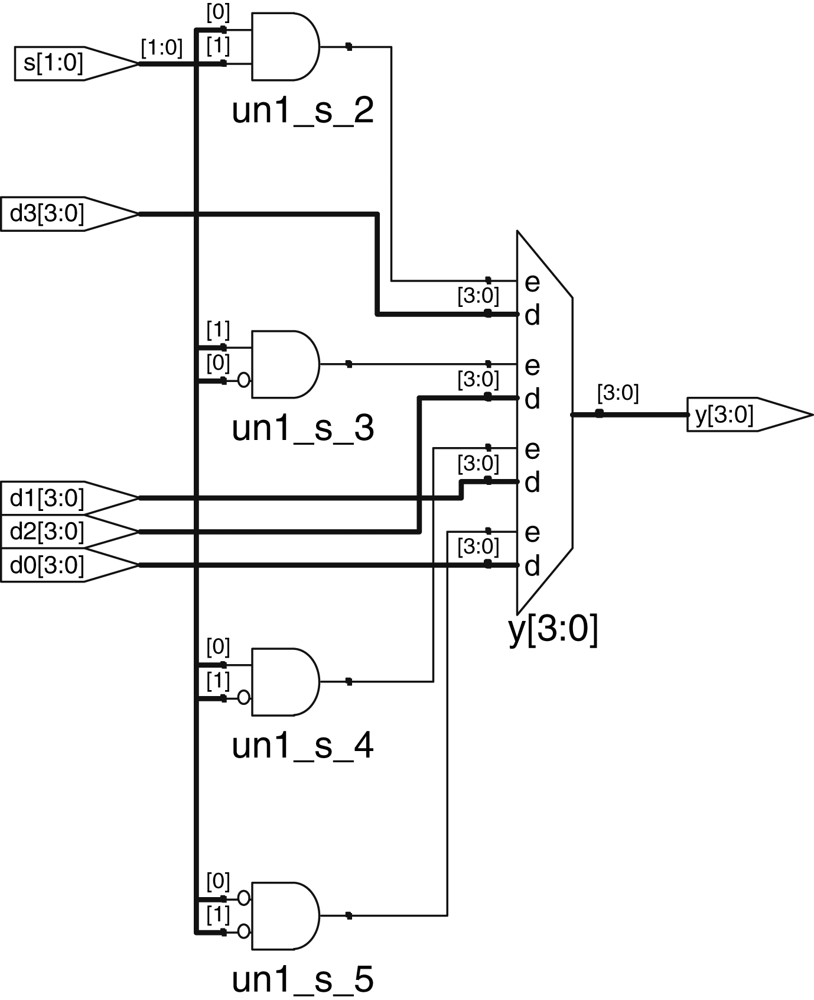 [0]
[1:0]
[1]
s[1:0]
un1_s_2
d3[3:0]
e
[3:0]
d
[1]
[0]
e
[3:0]
d
[3:0]
y[3:0]
un1_s_3
e
[3:0]
d
d1[3:0]
d2[3:0]
e
[3:0]
d0[3:0]
d
y[3:0]
[0]
[1]
un1_s_4
[0]
[1]
un1_s_5